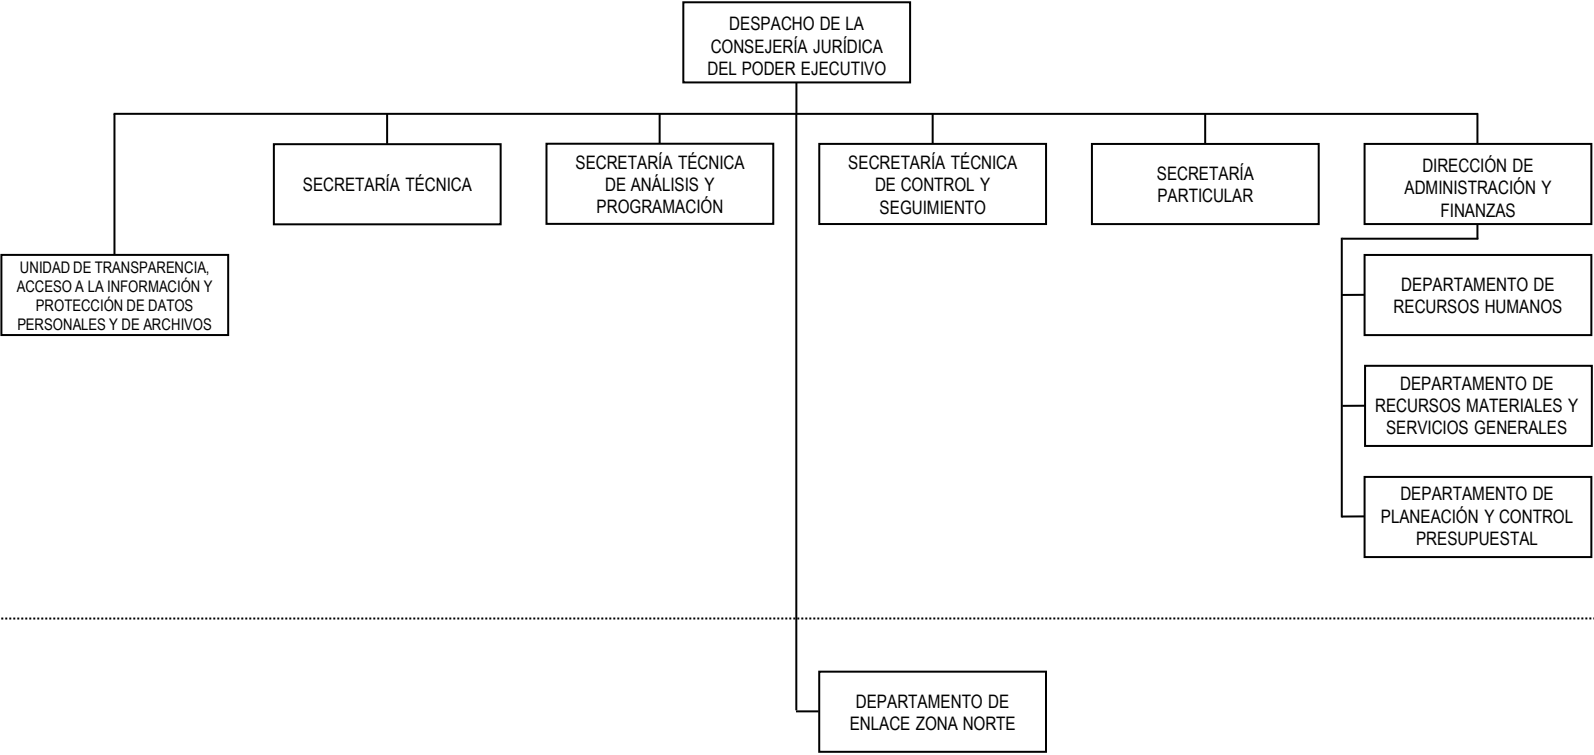 DESPACHO DE LA
CONSEJERÍA JURÍDICA
DEL PODER EJECUTIVO
SECRETARÍA TÉCNICA
SECRETARÍA TÉCNICA
DE ANÁLISIS Y
PROGRAMACIÓN
SECRETARÍA TÉCNICA
DE CONTROL Y
SEGUIMIENTO
SECRETARÍA
PARTICULAR
DIRECCIÓN DE
ADMINISTRACIÓN Y
FINANZAS
UNIDAD DE TRANSPARENCIA,
ACCESO A LA INFORMACIÓN Y
PROTECCIÓN DE DATOS
PERSONALES Y DE ARCHIVOS
DEPARTAMENTO DE
RECURSOS HUMANOS
DEPARTAMENTO DE
RECURSOS MATERIALES Y
SERVICIOS GENERALES
DEPARTAMENTO DE
PLANEACIÓN Y CONTROL
PRESUPUESTAL
DEPARTAMENTO DE
ENLACE ZONA NORTE